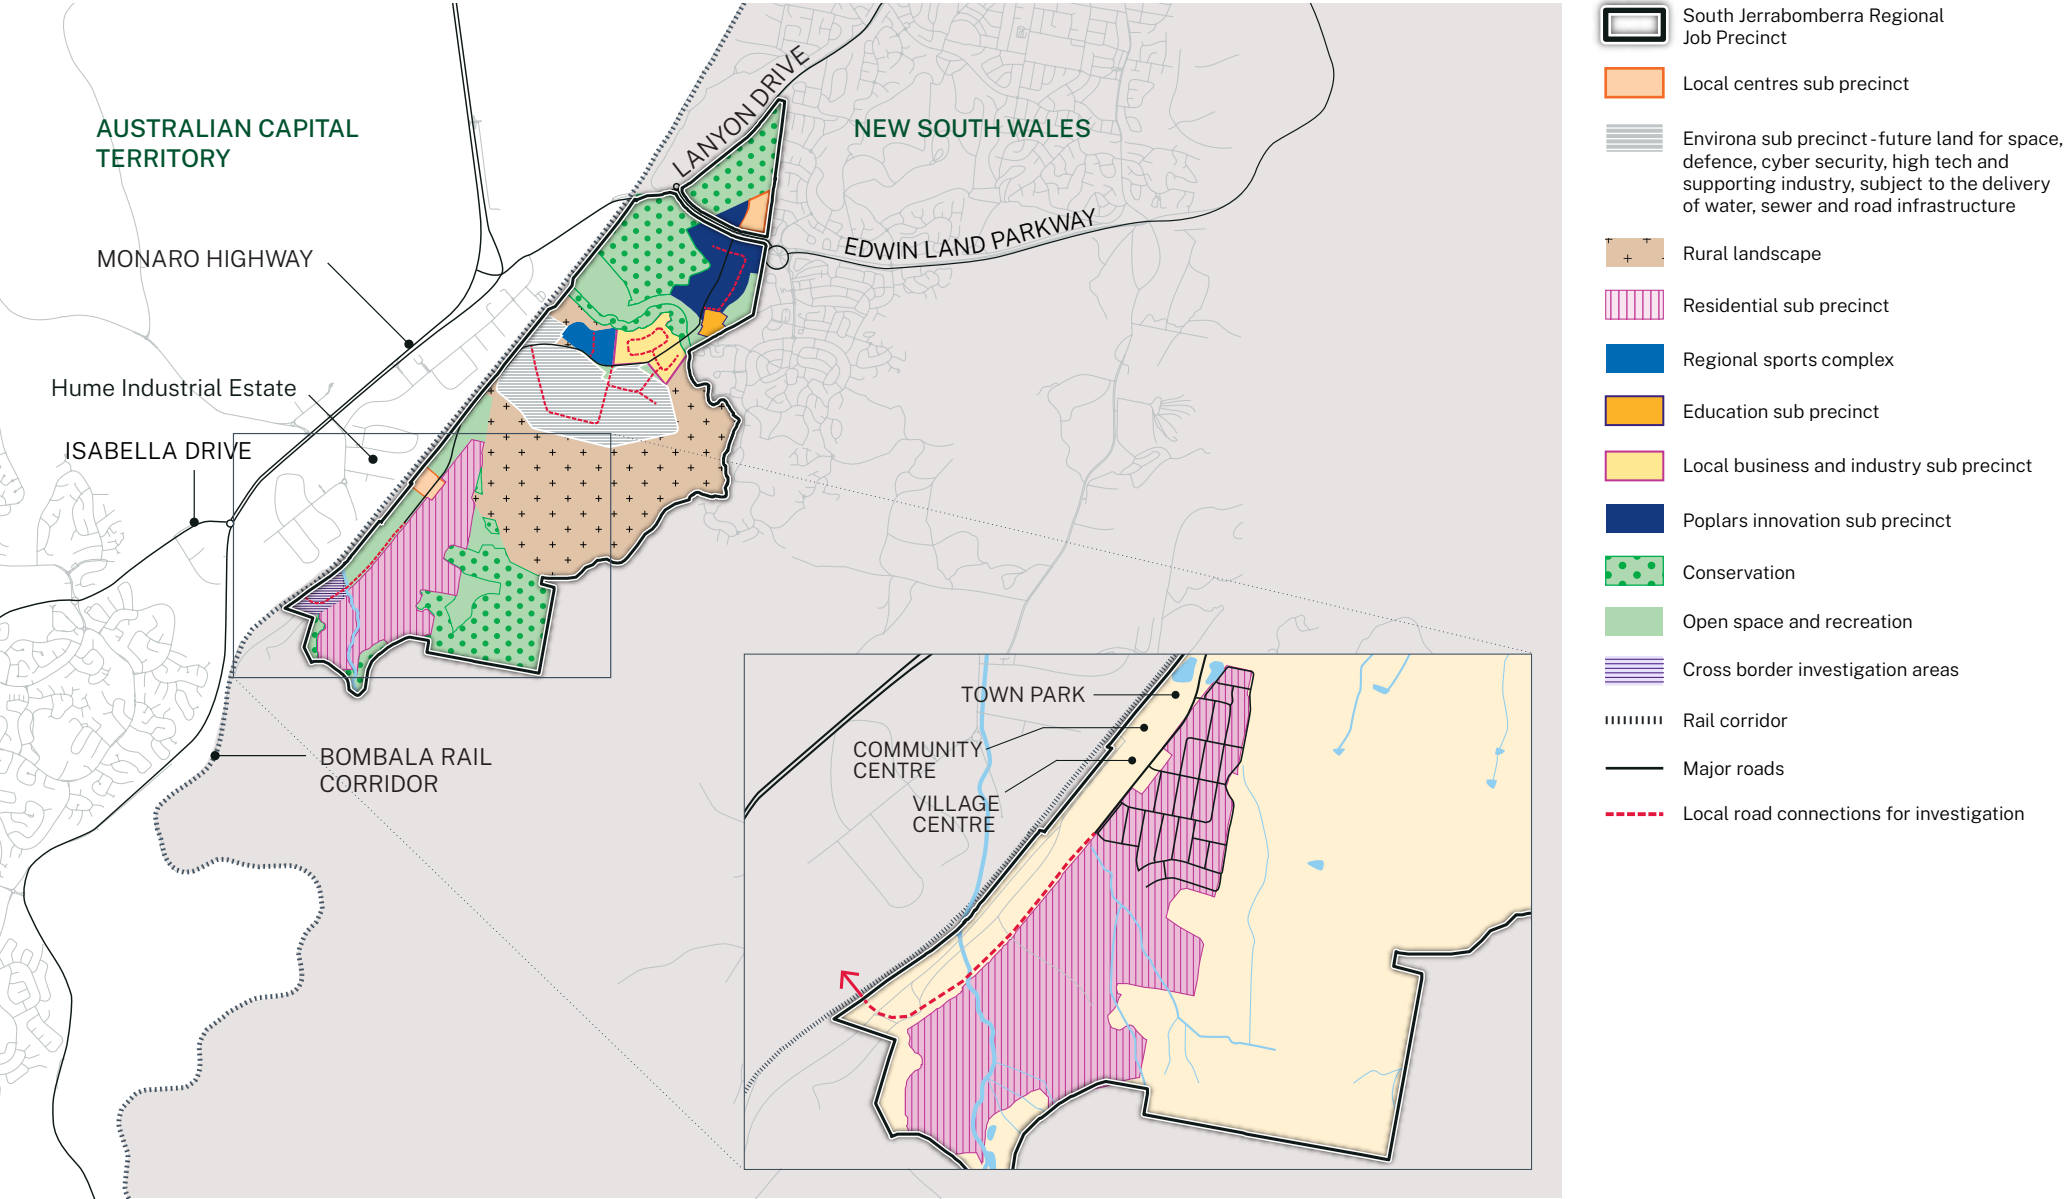 AUSTRALIAN CAPITAL
TERRITORY
NEW SOUTH WALES
LANYON DRIVE
EDWIN LAND PARKWAY
MONARO HIGHWAY
Hume Industrial Estate
ISABELLA DRIVE
BOMBALA RAIL
CORRIDOR
TOWN PARK
COMMUNITY
CENTRE
VILLAGE
CENTRE
South Jerrabomberra Regional
Job Precinct
Local centres sub precinct
Environa sub precinct - future land for space,
defence, cyber security, high tech and
supporting industry, subject to the delivery
of water, sewer and road infrastructure
Rural landscape
Residential sub precinct
Regional sports complex
Education sub precinct
Local business and industry sub precinct
Poplars innovation sub precinct
Conservation
Open space and recreation
Cross border investigation areas
Rail corridor
Major roads
Local road connections for investigation